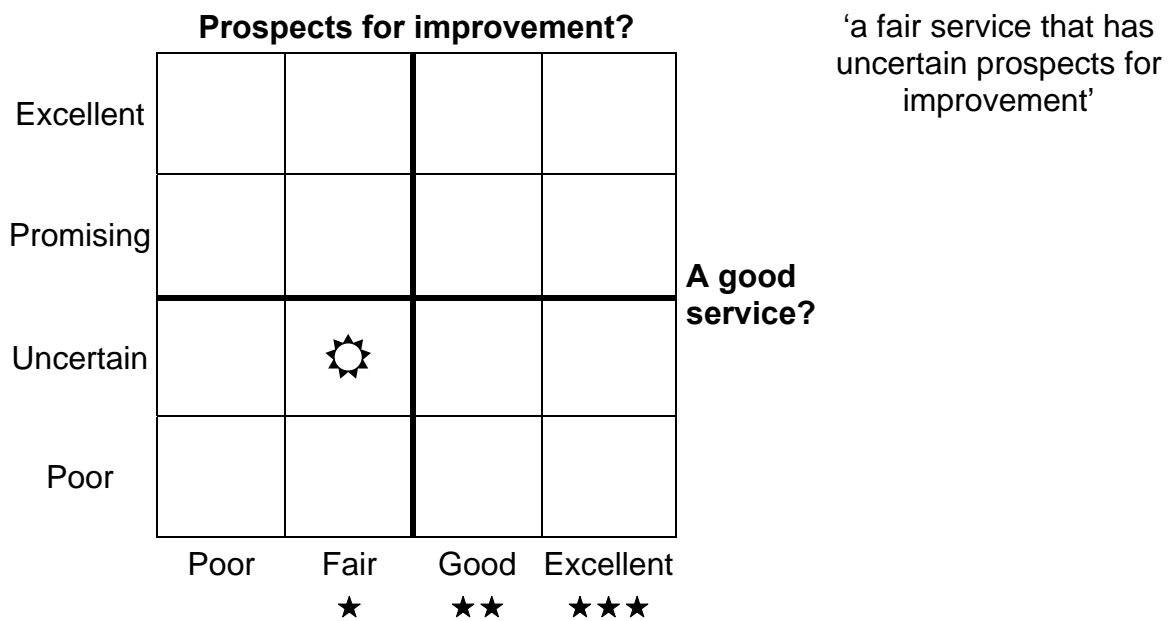 Prospects for improvement?
‘a fair service that has
uncertain prospects for
improvement’
Excellent
Promising
A good
service?
Uncertain
Poor
Poor Fair Good Excellent
★ ★★ ★★★